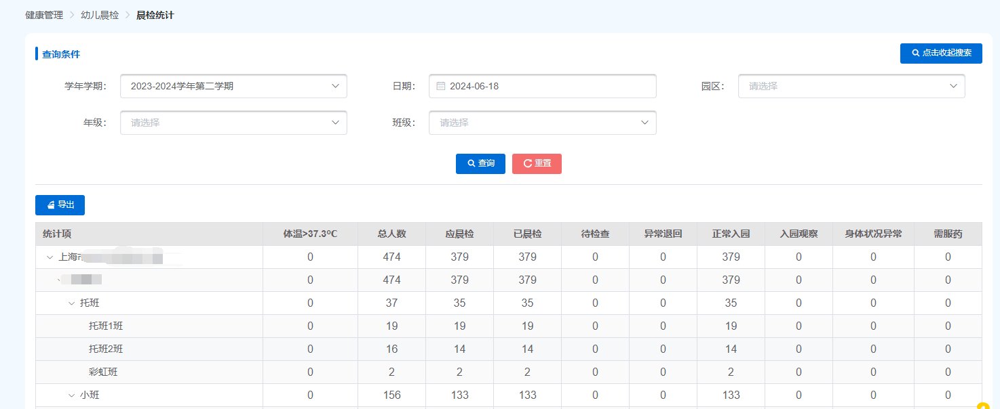 健康管理 > 幼儿晨检 > 晨检统计
查询条件
点击收起搜索
学年学期： 2023-2024学年第二学期 日期： 2024-06-18 园区： 请选择
年级： 请选择 班级： 请选择
查询 重置
导出
统计项 体温>37.3℃ 总人数 应晨检 已晨检 待检查 异常退回 正常入园 入园观察 身体状况异常 需服药
上海 0 474 379 379 0 0 379 0 0 0
0 474 379 379 0 0 379 0 0 0
托班 0 37 35 35 0 0 35 0 0 0
托班1班 0 19 19 19 0 0 19 0 0 0
托班2班 0 16 14 14 0 0 14 0 0 0
彩虹班 0 2 2 2 0 0 2 0 0 0
小班 0 156 133 133 0 0 133 0 0 0